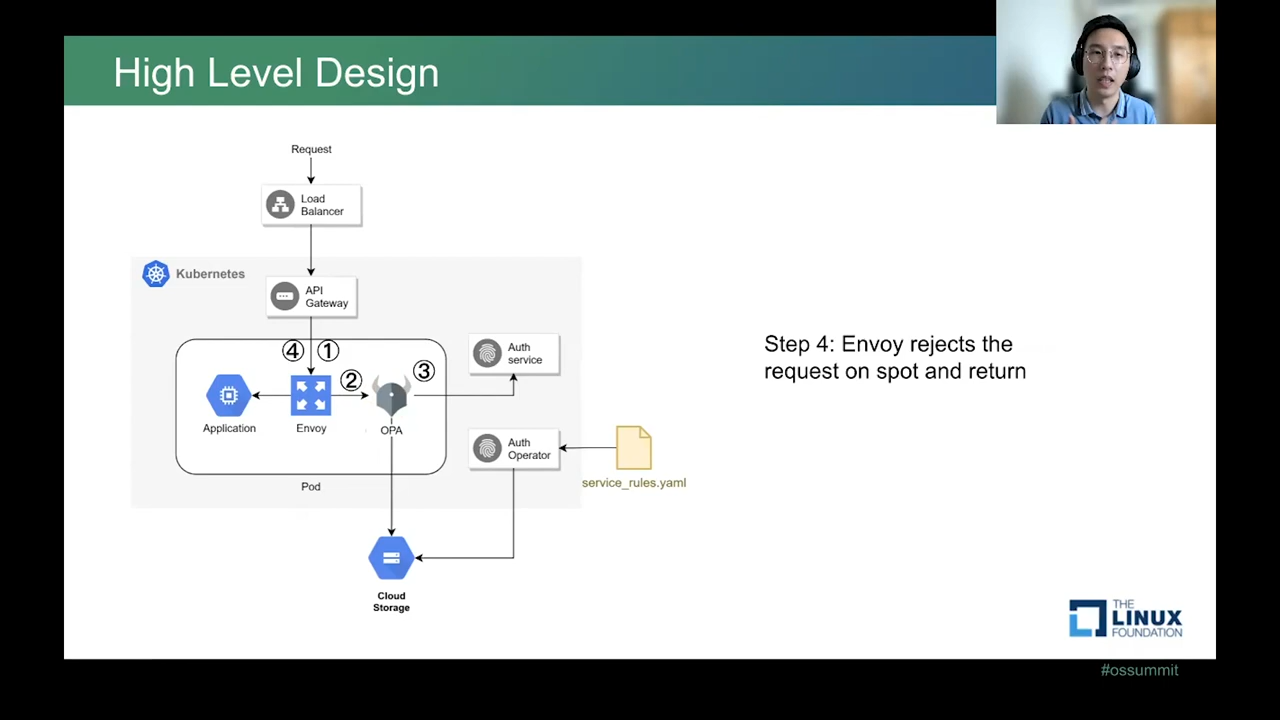 High Level Design
Request
Load
Balancer
Kubernetes
API
Gateway
④ ①
② ③
Auth
service
Application
Envoy
OPA
Auth
Operator
service_rules.yaml
Pod
Cloud
Storage
Step 4: Envoy rejects the
request on spot and return
THE
LINUX
FOUNDATION
#ossummit